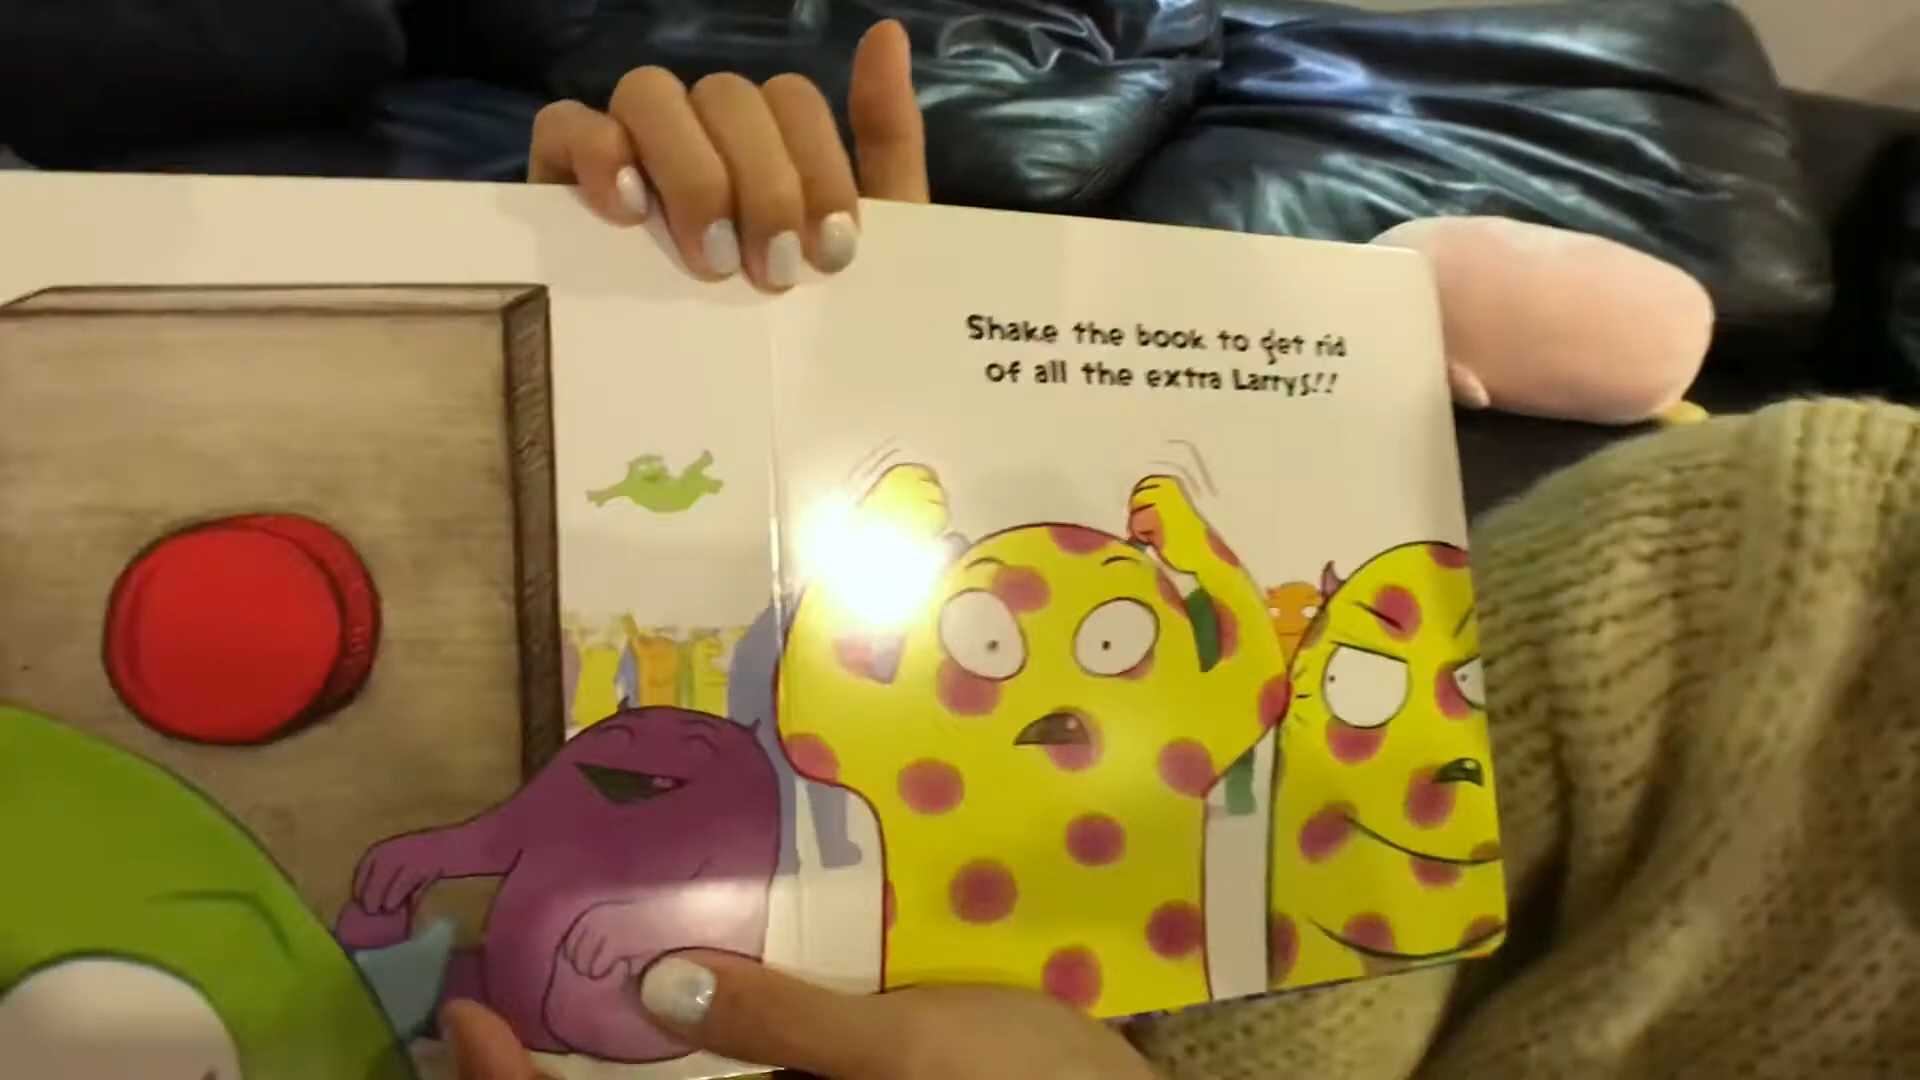 Shake the book to get rid
of all the extra Larrys!!